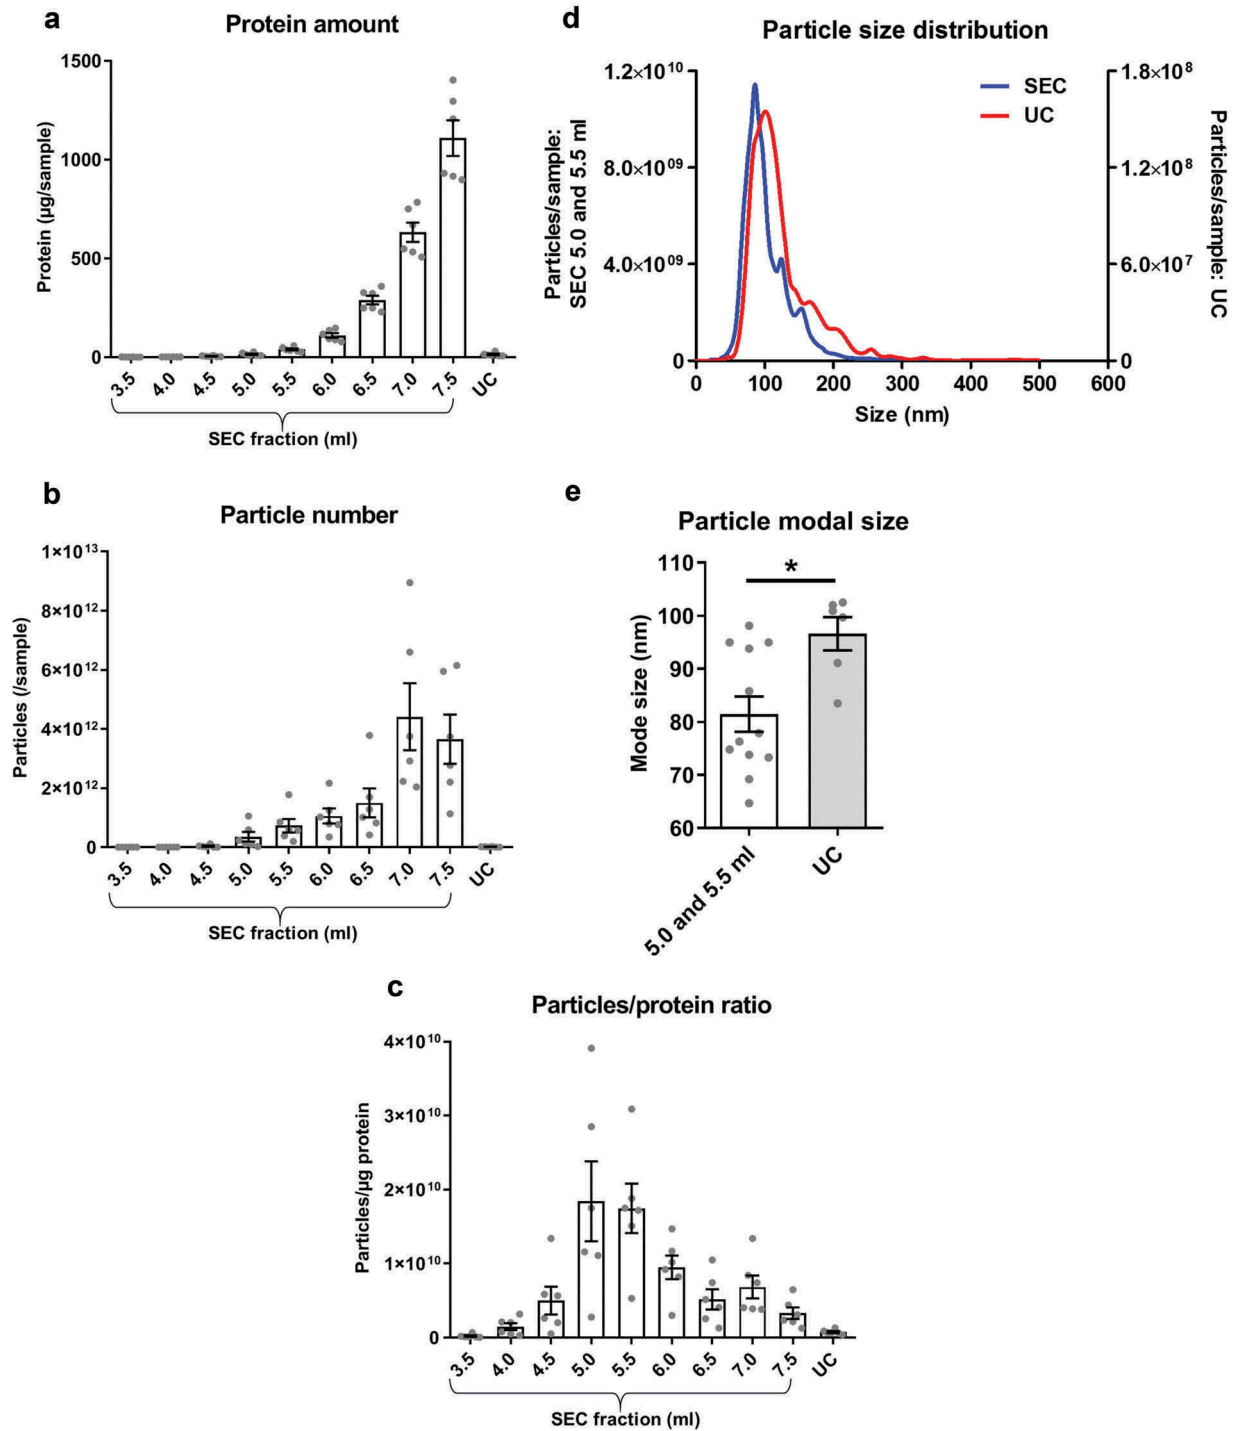 a
Protein amount
Protein (µg/sample)
1500
1000
500
0
3.5 4.0 4.5 5.0 5.5 6.0 6.5 7.0 7.5 UC
SEC fraction (ml)
d
Particle size distribution
Particles/sample:
SEC 5.0 and 5.5 ml
1.2×10¹⁰
8.0×10⁰⁹
4.0×10⁰⁹
0
SEC
UC
1.8×10⁸
1.2×10⁸
6.0×10⁷
0
Particles/sample: UC
0 100 200 300 400 500 600
Size (nm)
b
Particle number
Particles (/sample)
1×10¹³
8×10¹²
6×10¹²
4×10¹²
2×10¹²
0
3.5 4.0 4.5 5.0 5.5 6.0 6.5 7.0 7.5 UC
SEC fraction (ml)
e
Particle modal size
Mode size (nm)
110
100
90
80
70
60
*
5.0 and 5.5 ml UC
c
Particles/protein ratio
Particles/µg protein
4×10¹⁰
3×10¹⁰
2×10¹⁰
1×10¹⁰
0
3.5 4.0 4.5 5.0 5.5 6.0 6.5 7.0 7.5 UC
SEC fraction (ml)